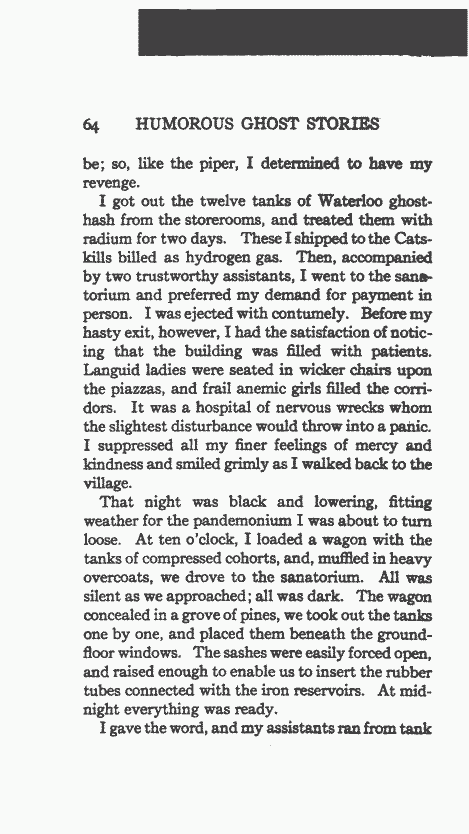 64 HUMOROUS GHOST STORIES
be; so, like the piper, I determined to have my
revenge.
I got out the twelve tanks of Waterloo ghost-
hash from the storerooms, and treated them with
radium for two days. These I shipped to the Cats-
kills billed as hydrogen gas. Then, accompanied
by two trustworthy assistants, I went to the sana-
torium and preferred my demand for payment in
person. I was ejected with contumely. Before my
hasty exit, however, I had the satisfaction of notic-
ing that the building was filled with patients.
Languid ladies were seated in wicker chairs upon
the piazzas, and frail anemic girls filled the corri-
dors. It was a hospital of nervous wrecks whom
the slightest disturbance would throw into a panic.
I suppressed all my finer feelings of mercy and
kindness and smiled grimly as I walked back to the
village.
That night was black and lowering, fitting
weather for the pandemonium I was about to turn
loose. At ten o'clock, I loaded a wagon with the
tanks of compressed cohorts, and, muffled in heavy
overcoats, we drove to the sanatorium. All was
silent as we approached; all was dark. The wagon
concealed in a grove of pines, we took out the tanks
one by one, and placed them beneath the ground-
floor windows. The sashes were easily forced open,
and raised enough to enable us to insert the rubber
tubes connected with the iron reservoirs. At mid-
night everything was ready.
I gave the word, and my assistants ran from tank